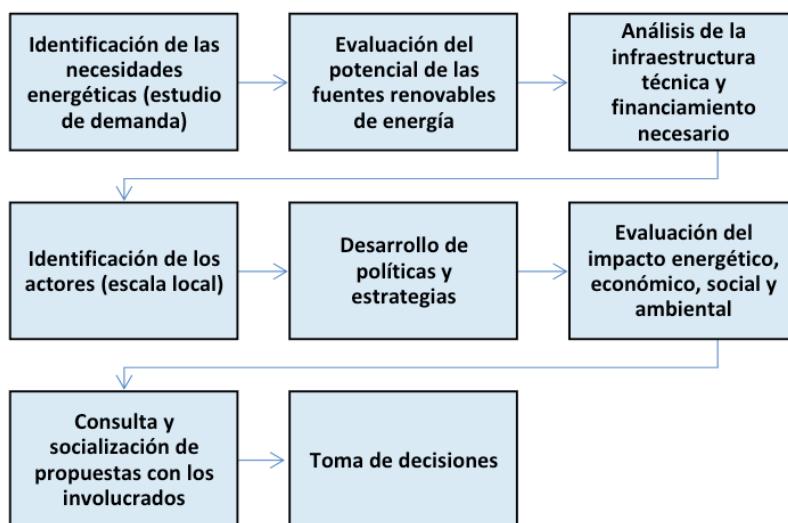 Identificación de las
necesidades
energéticas (estudio
de demanda)
Evaluación del
potencial de las
fuentes renovables
de energía
Análisis de la
infraestructura
técnica y
financiamiento
necesario
Identificación de los
actores (escala local)
Desarrollo de
políticas y
estrategias
Evaluación del
impacto energético,
económico, social y
ambiental
Consulta y
socialización de
propuestas con los
involucrados
Toma de decisiones